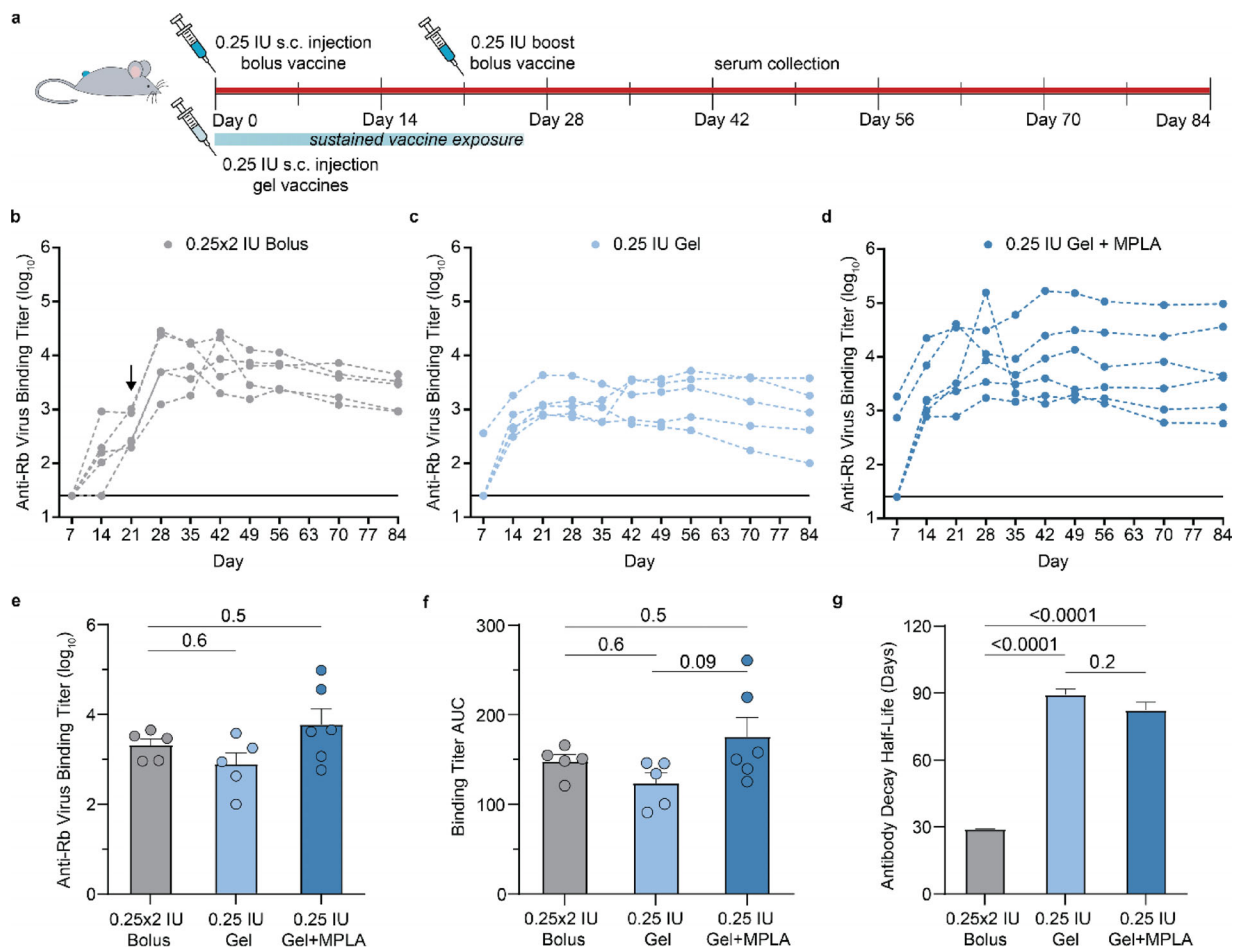 a
0.25 IU s.c. injection
bolus vaccine
0.25 IU boost
bolus vaccine
serum collection
Day 0
Day 14
Day 28
Day 42
Day 56
Day 70
Day 84
sustained vaccine exposure
0.25 IU s.c. injection
gel vaccines
b
0.25x2 IU Bolus
Anti-Rb Virus Binding Titer (log10)
6
5
4
3
2
1
7 14 21 28 35 42 49 56 63 70 77 84
Day
c
0.25 IU Gel
Anti-Rb Virus Binding Titer (log10)
6
5
4
3
2
1
7 14 21 28 35 42 49 56 63 70 77 84
Day
d
0.25 IU Gel + MPLA
Anti-Rb Virus Binding Titer (log10)
6
5
4
3
2
1
7 14 21 28 35 42 49 56 63 70 77 84
Day
e
Anti-Rb Virus Binding Titer (log10)
6
4
2
0
0.5
0.6
0.25x2 IU
Bolus
0.25 IU
Gel
0.25 IU
Gel+MPLA
f
Binding Titer AUC
300
200
100
0
0.5
0.6
0.09
0.25x2 IU
Bolus
0.25 IU
Gel
0.25 IU
Gel+MPLA
g
Antibody Decay Half-Life (Days)
120
90
60
30
0
<0.0001
<0.0001
0.2
0.25x2 IU
Bolus
0.25 IU
Gel
0.25 IU
Gel+MPLA